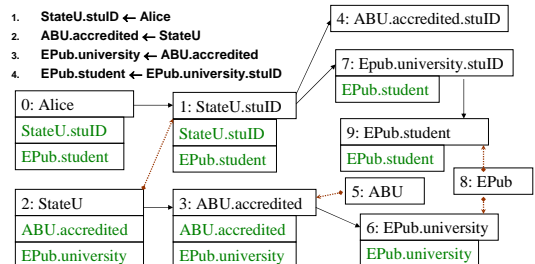 1. StateU.stuID ← Alice
2. ABU.accredited ← StateU
3. EPub.university ← ABU.accredited
4. EPub.student ← EPub.university.stuID
4: ABU.accredited.stuID
7: Epub.university.stuID
EPub.student
0: Alice
StateU.stuID
EPub.student
1: StateU.stuID
StateU.stuID
EPub.student
9: EPub.student
EPub.student
8: EPub
5: ABU
2: StateU
ABU.accredited
EPub.university
3: ABU.accredited
ABU.accredited
EPub.university
6: EPub.university
EPub.university